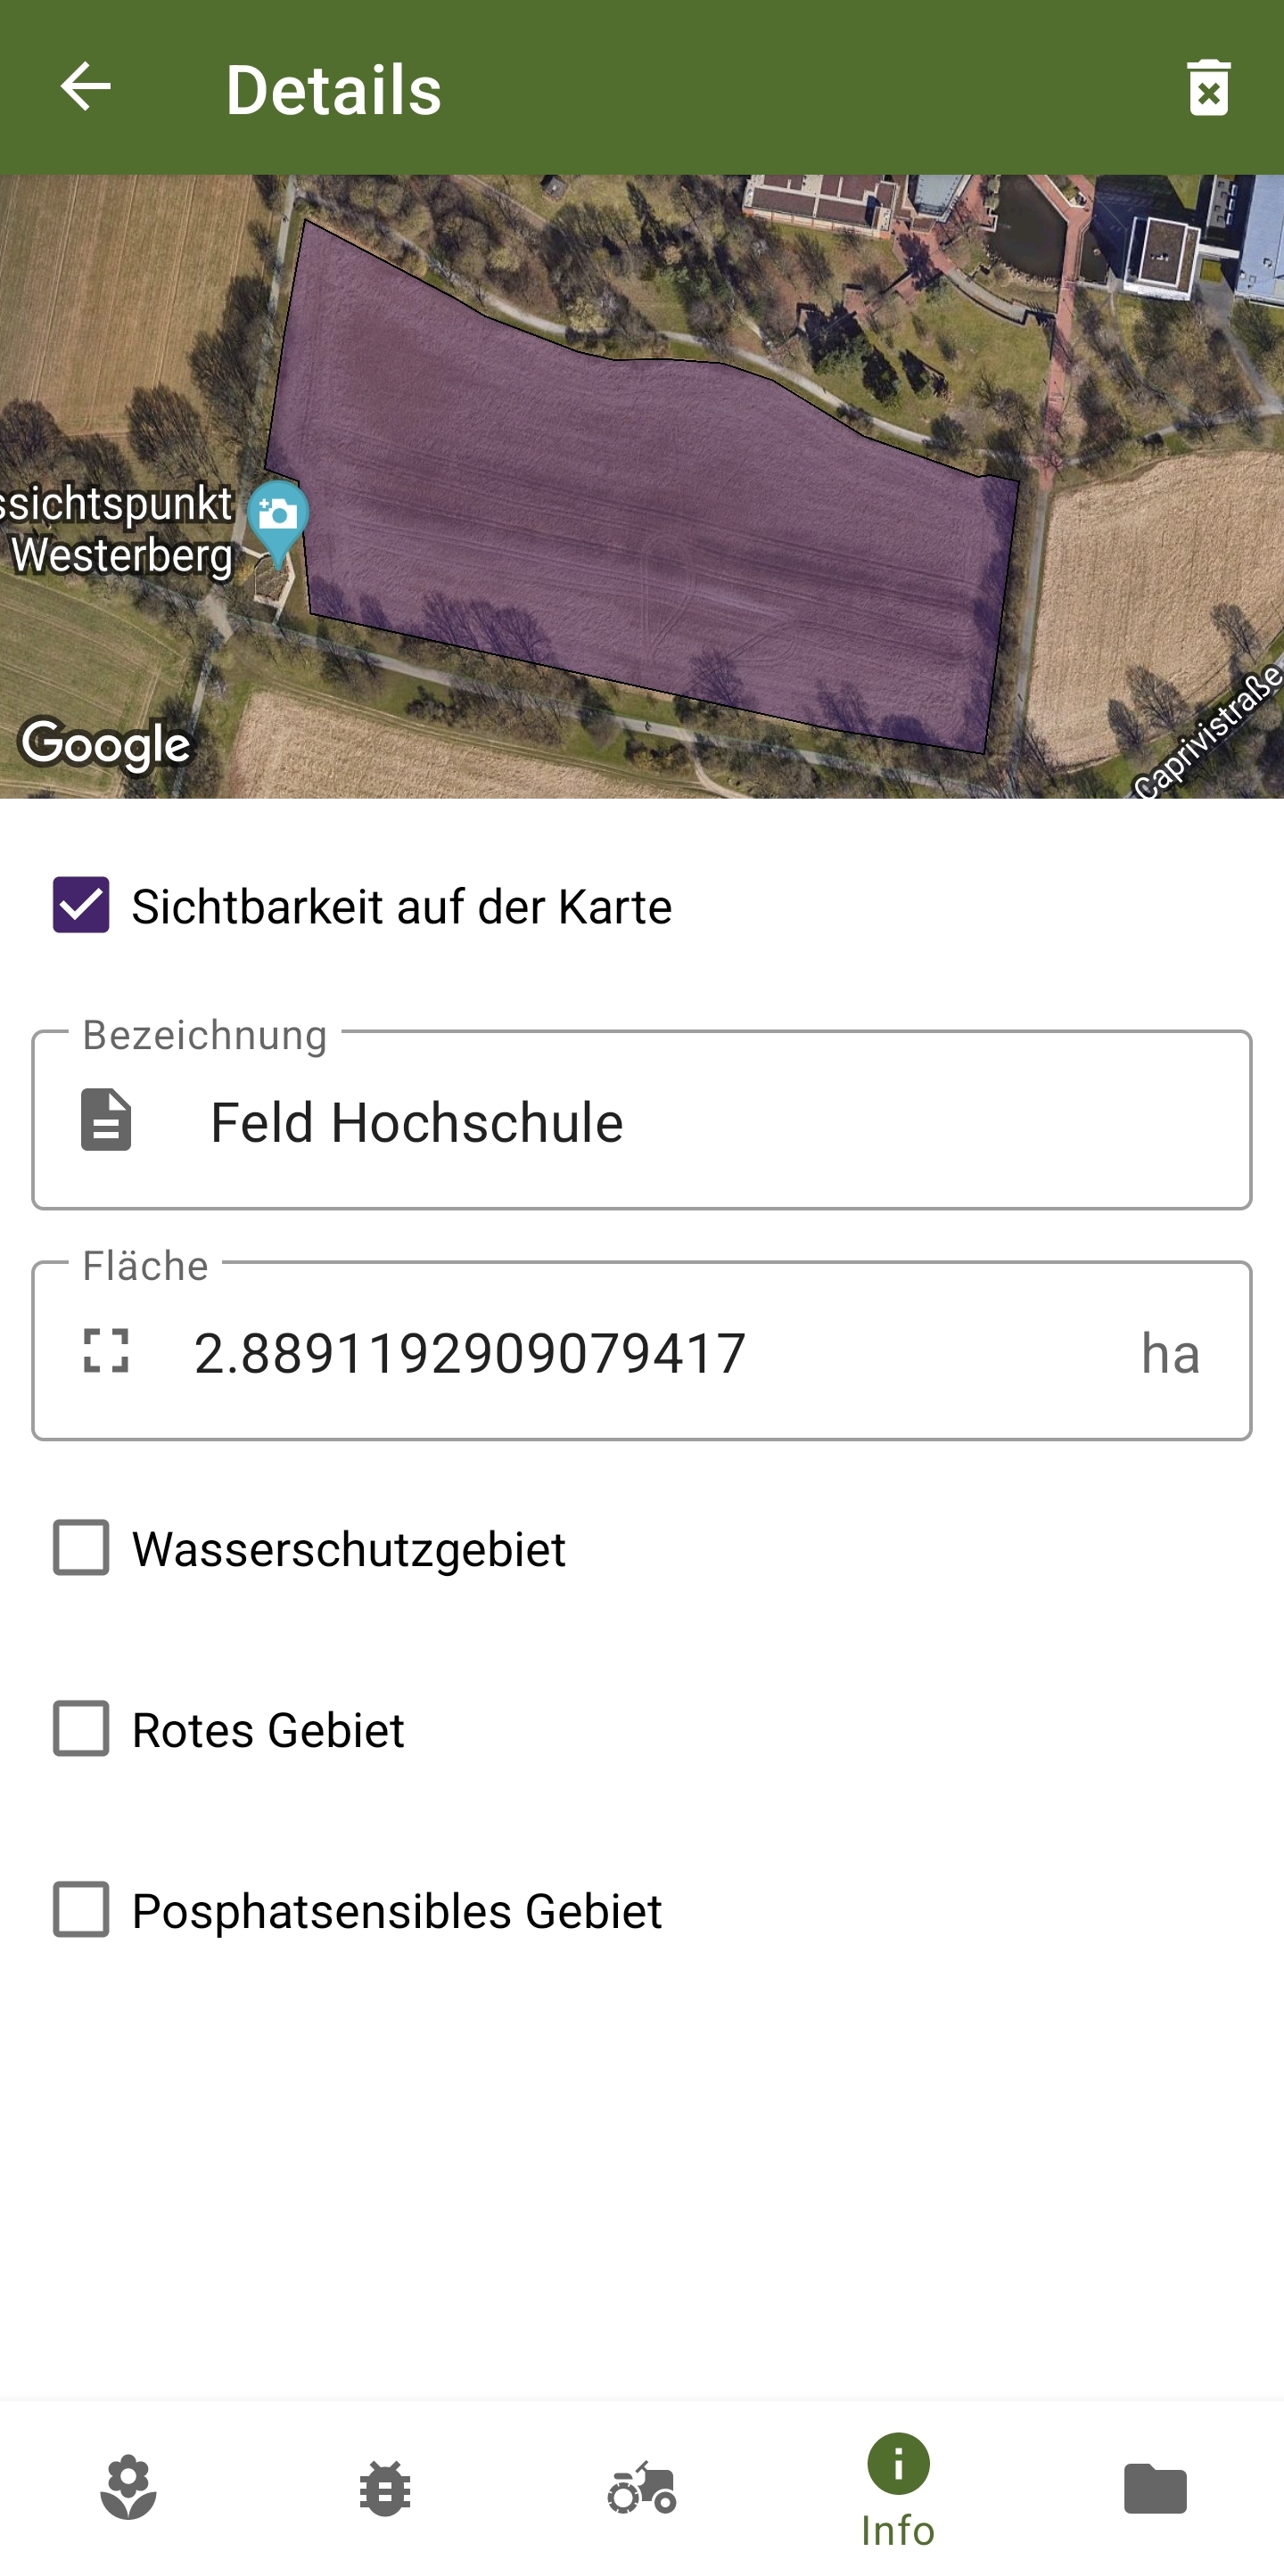 Details
ssichtspunkt
Westerberg
Google
Caprivistraße
Sichtbarkeit auf der Karte
Bezeichnung
Feld Hochschule
Fläche
2.8891192909079417 ha
Wasserschutzgebiet
Rotes Gebiet
Posphatsensibles Gebiet
Info